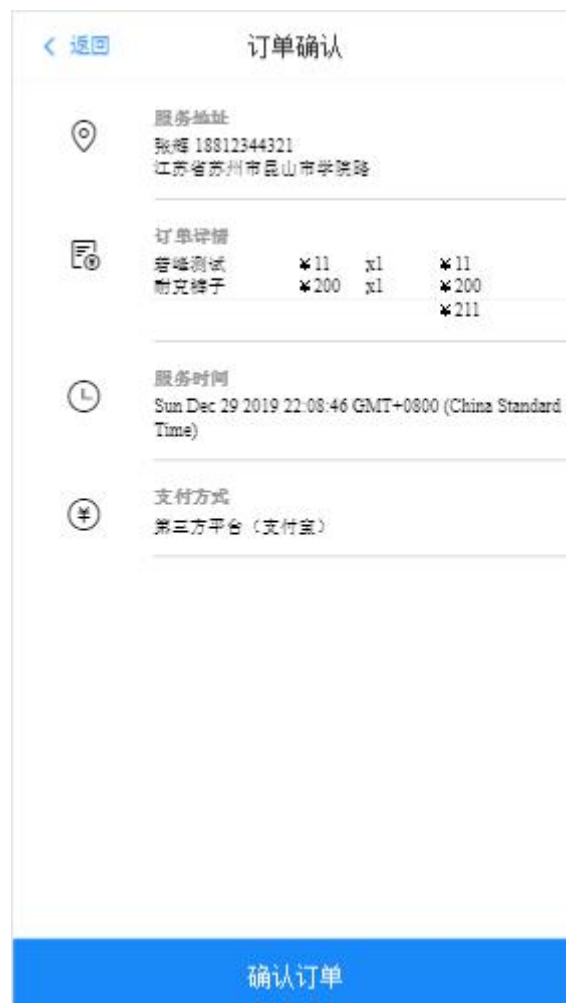 返回 订单确认
服务地址
张辉 18812344321
江苏省苏州市昆山市学院路
订单详情
若峰测试 ¥11 x1 ¥11
耐克裤子 ¥200 x1 ¥200
¥211
服务时间
Sun Dec 29 2019 22:08:46 GMT+0800 (China Standard
Time)
支付方式
第三方平台（支付宝）
确认订单